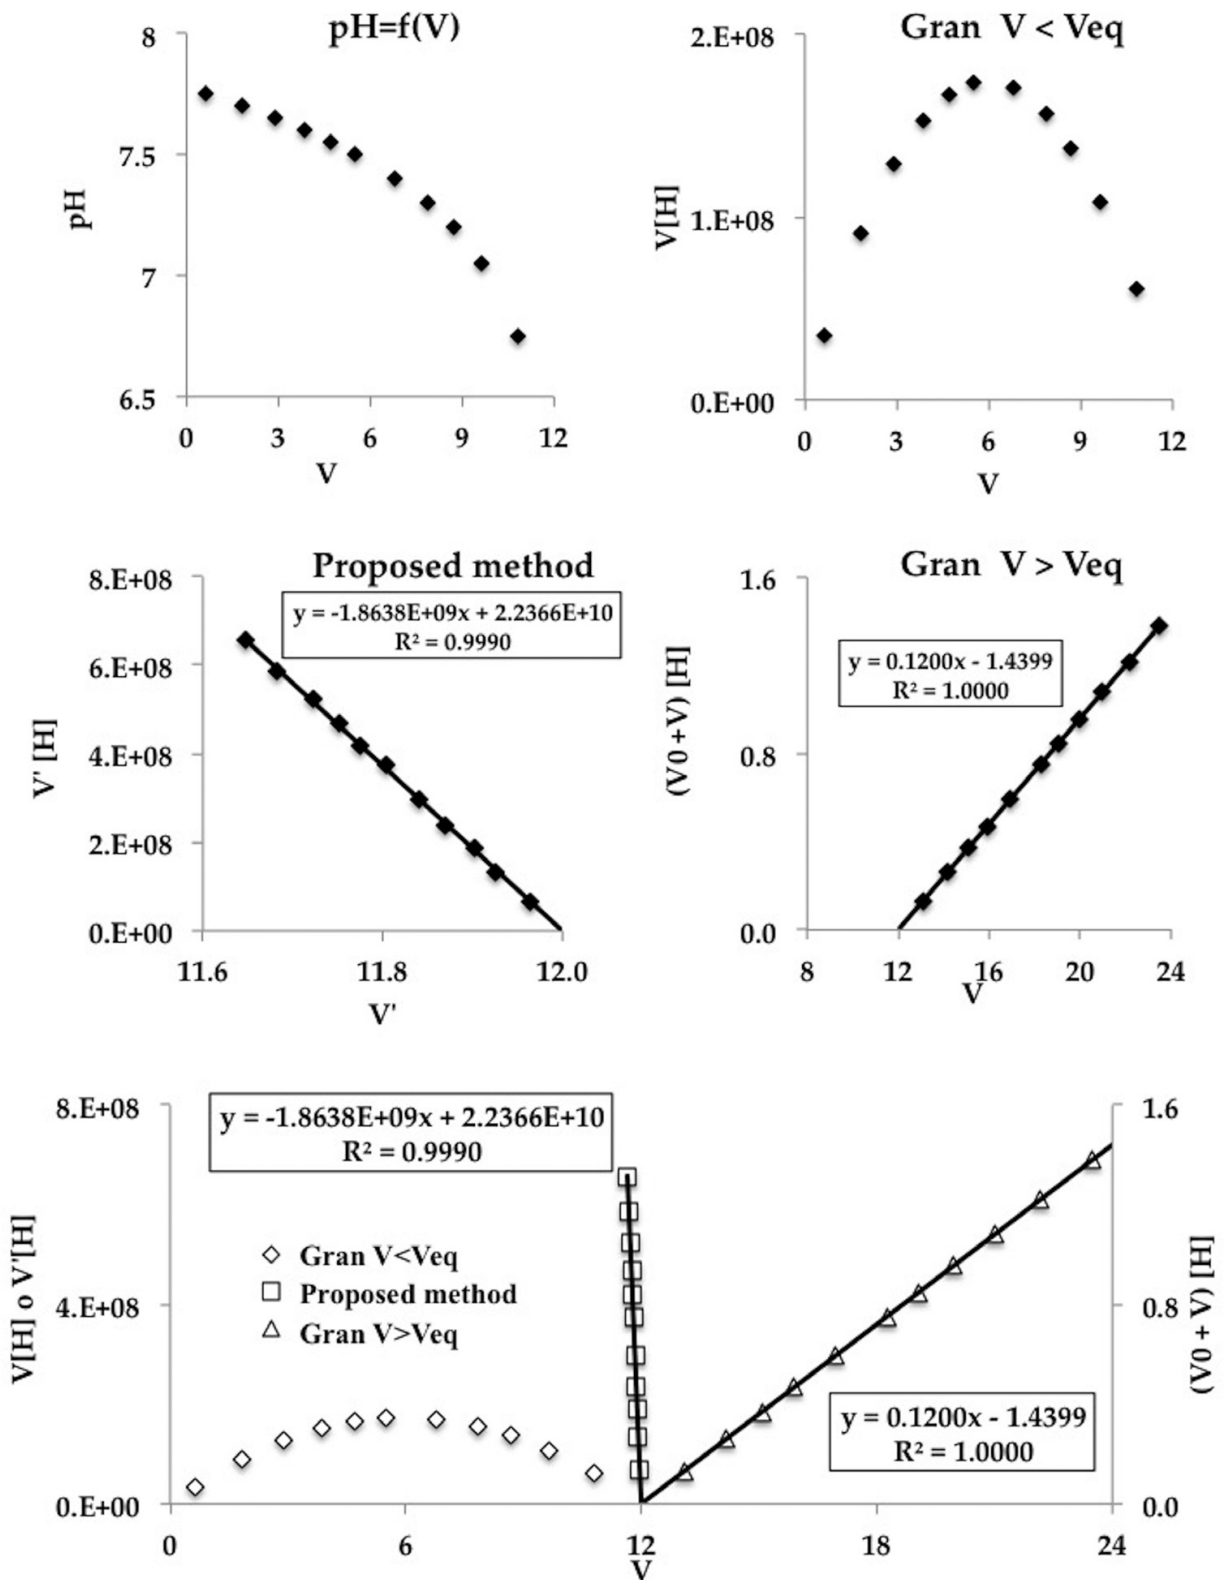 pH=f(V)
8
7.5
7
6.5
pH
0 3 6 9 12
V
Gran V < Veq
2.E+08
1.E+08
0.E+00
V[H]
0 3 6 9 12
V
Proposed method
8.E+08
6.E+08
4.E+08
2.E+08
0.E+00
V' [H]
y = -1.8638E+09x + 2.2366E+10
R² = 0.9990
11.6 11.8 12.0
V'
Gran V > Veq
1.6
0.8
0.0
(V0 + V) [H]
y = 0.1200x - 1.4399
R² = 1.0000
8 12 16 20 24
V
8.E+08
4.E+08
0.E+00
V[H] o V'[H]
y = -1.8638E+09x + 2.2366E+10
R² = 0.9990
Gran V<Veq
Proposed method
Gran V>Veq
y = 0.1200x - 1.4399
R² = 1.0000
1.6
0.8
0.0
(V0 + V) [H]
0 6 12 18 24
V